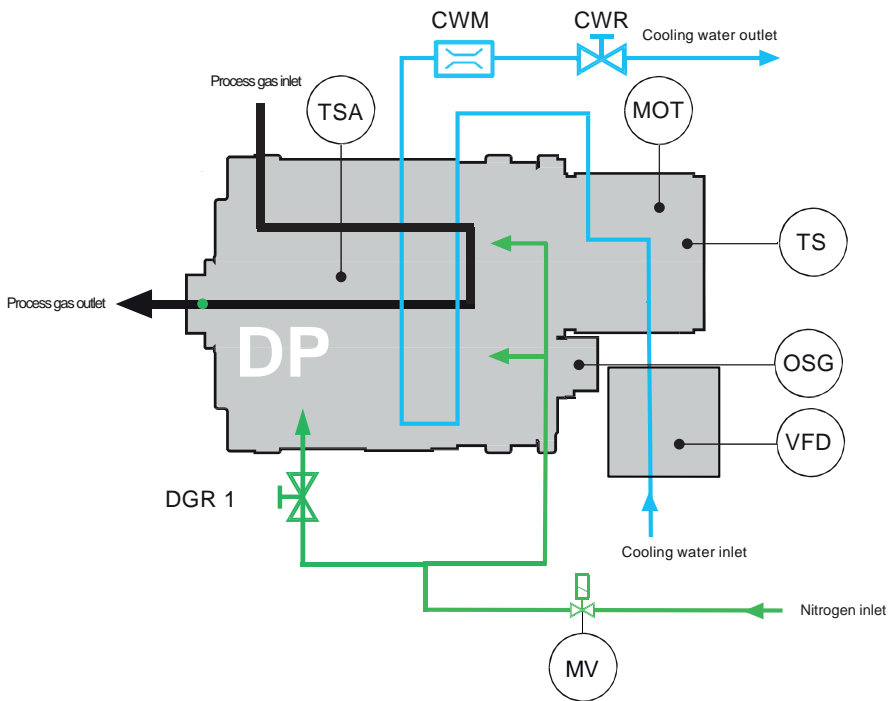 CWM
CWR
Cooling water outlet
Process gas inlet
TSA
MOT
TS
Process gas outlet
DP
OSG
VFD
DGR 1
Cooling water inlet
Nitrogen inlet
MV